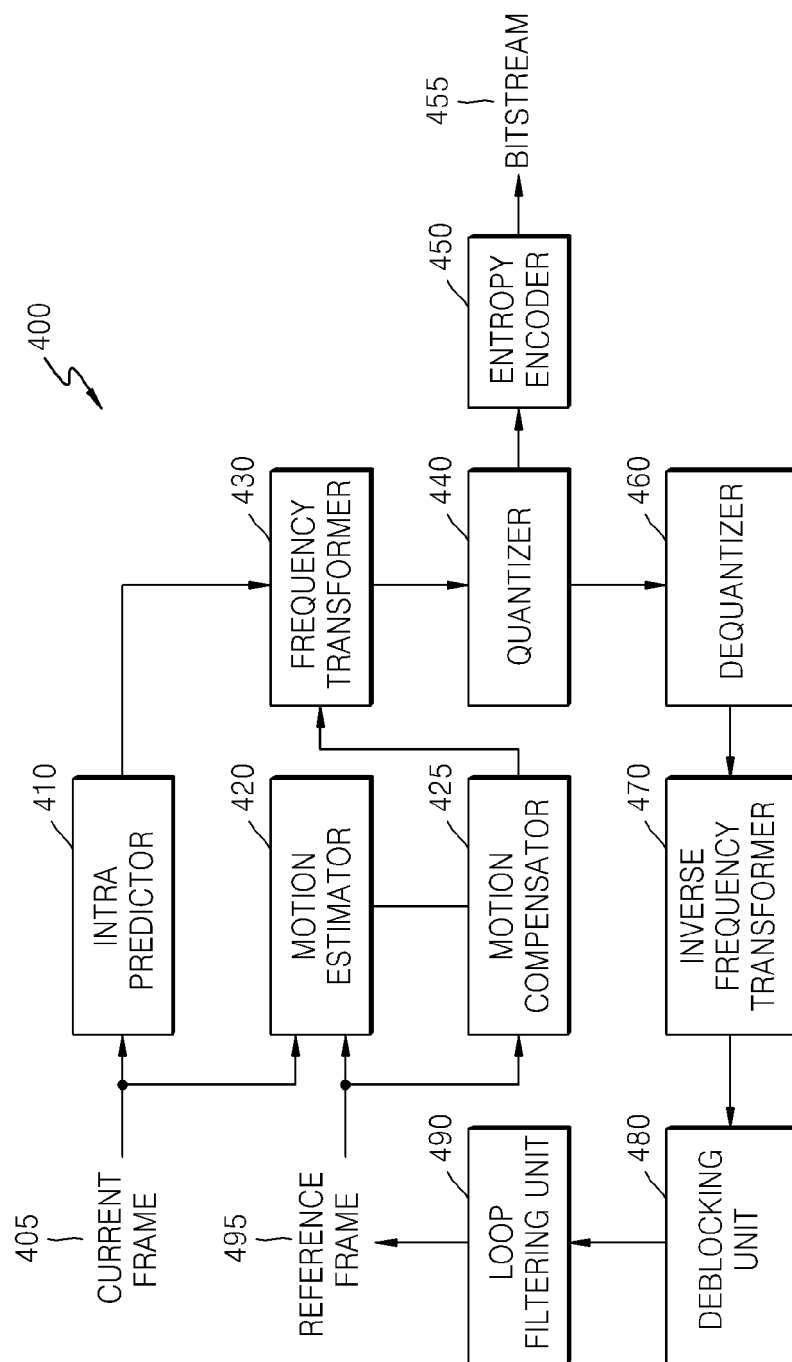 400
405
CURRENT
FRAME
410
INTRA
PREDICTOR
495
REFERENCE
FRAME
420
MOTION
ESTIMATOR
430
FREQUENCY
TRANSFORMER
425
MOTION
COMPENSATOR
440
QUANTIZER
450
ENTROPY
ENCODER
455
BITSTREAM
490
LOOP
FILTERING UNIT
480
DEBLOCKING
UNIT
470
INVERSE
FREQUENCY
TRANSFORMER
460
DEQUANTIZER